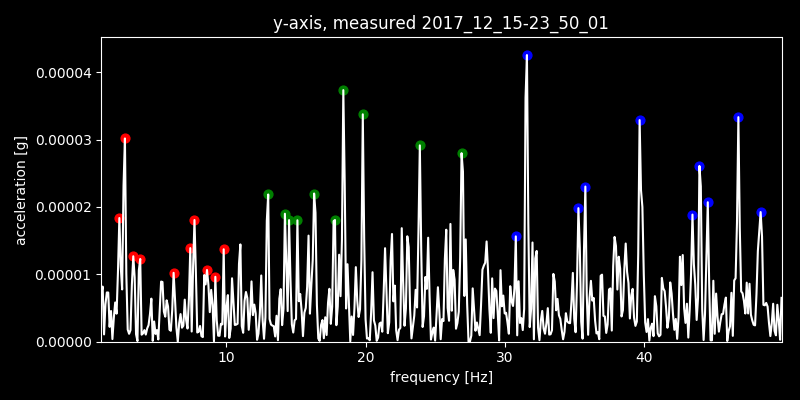 y-axis, measured 2017_12_15-23_50_01
0.00004
0.00003
0.00002
0.00001
0.00000
acceleration [g]
10 20 30 40
frequency [Hz]